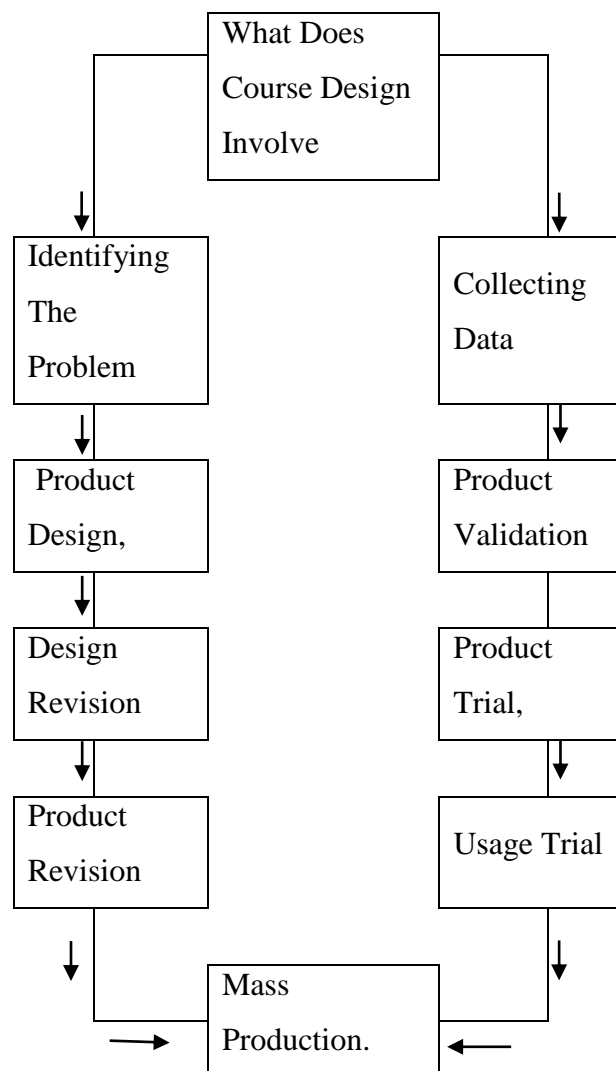 What Does
Course Design
Involve
Identifying
The
Problem
Collecting
Data
Product
Design,
Product
Validation
Design
Revision
Product
Trial,
Product
Revision
Usage Trial
Mass
Production.